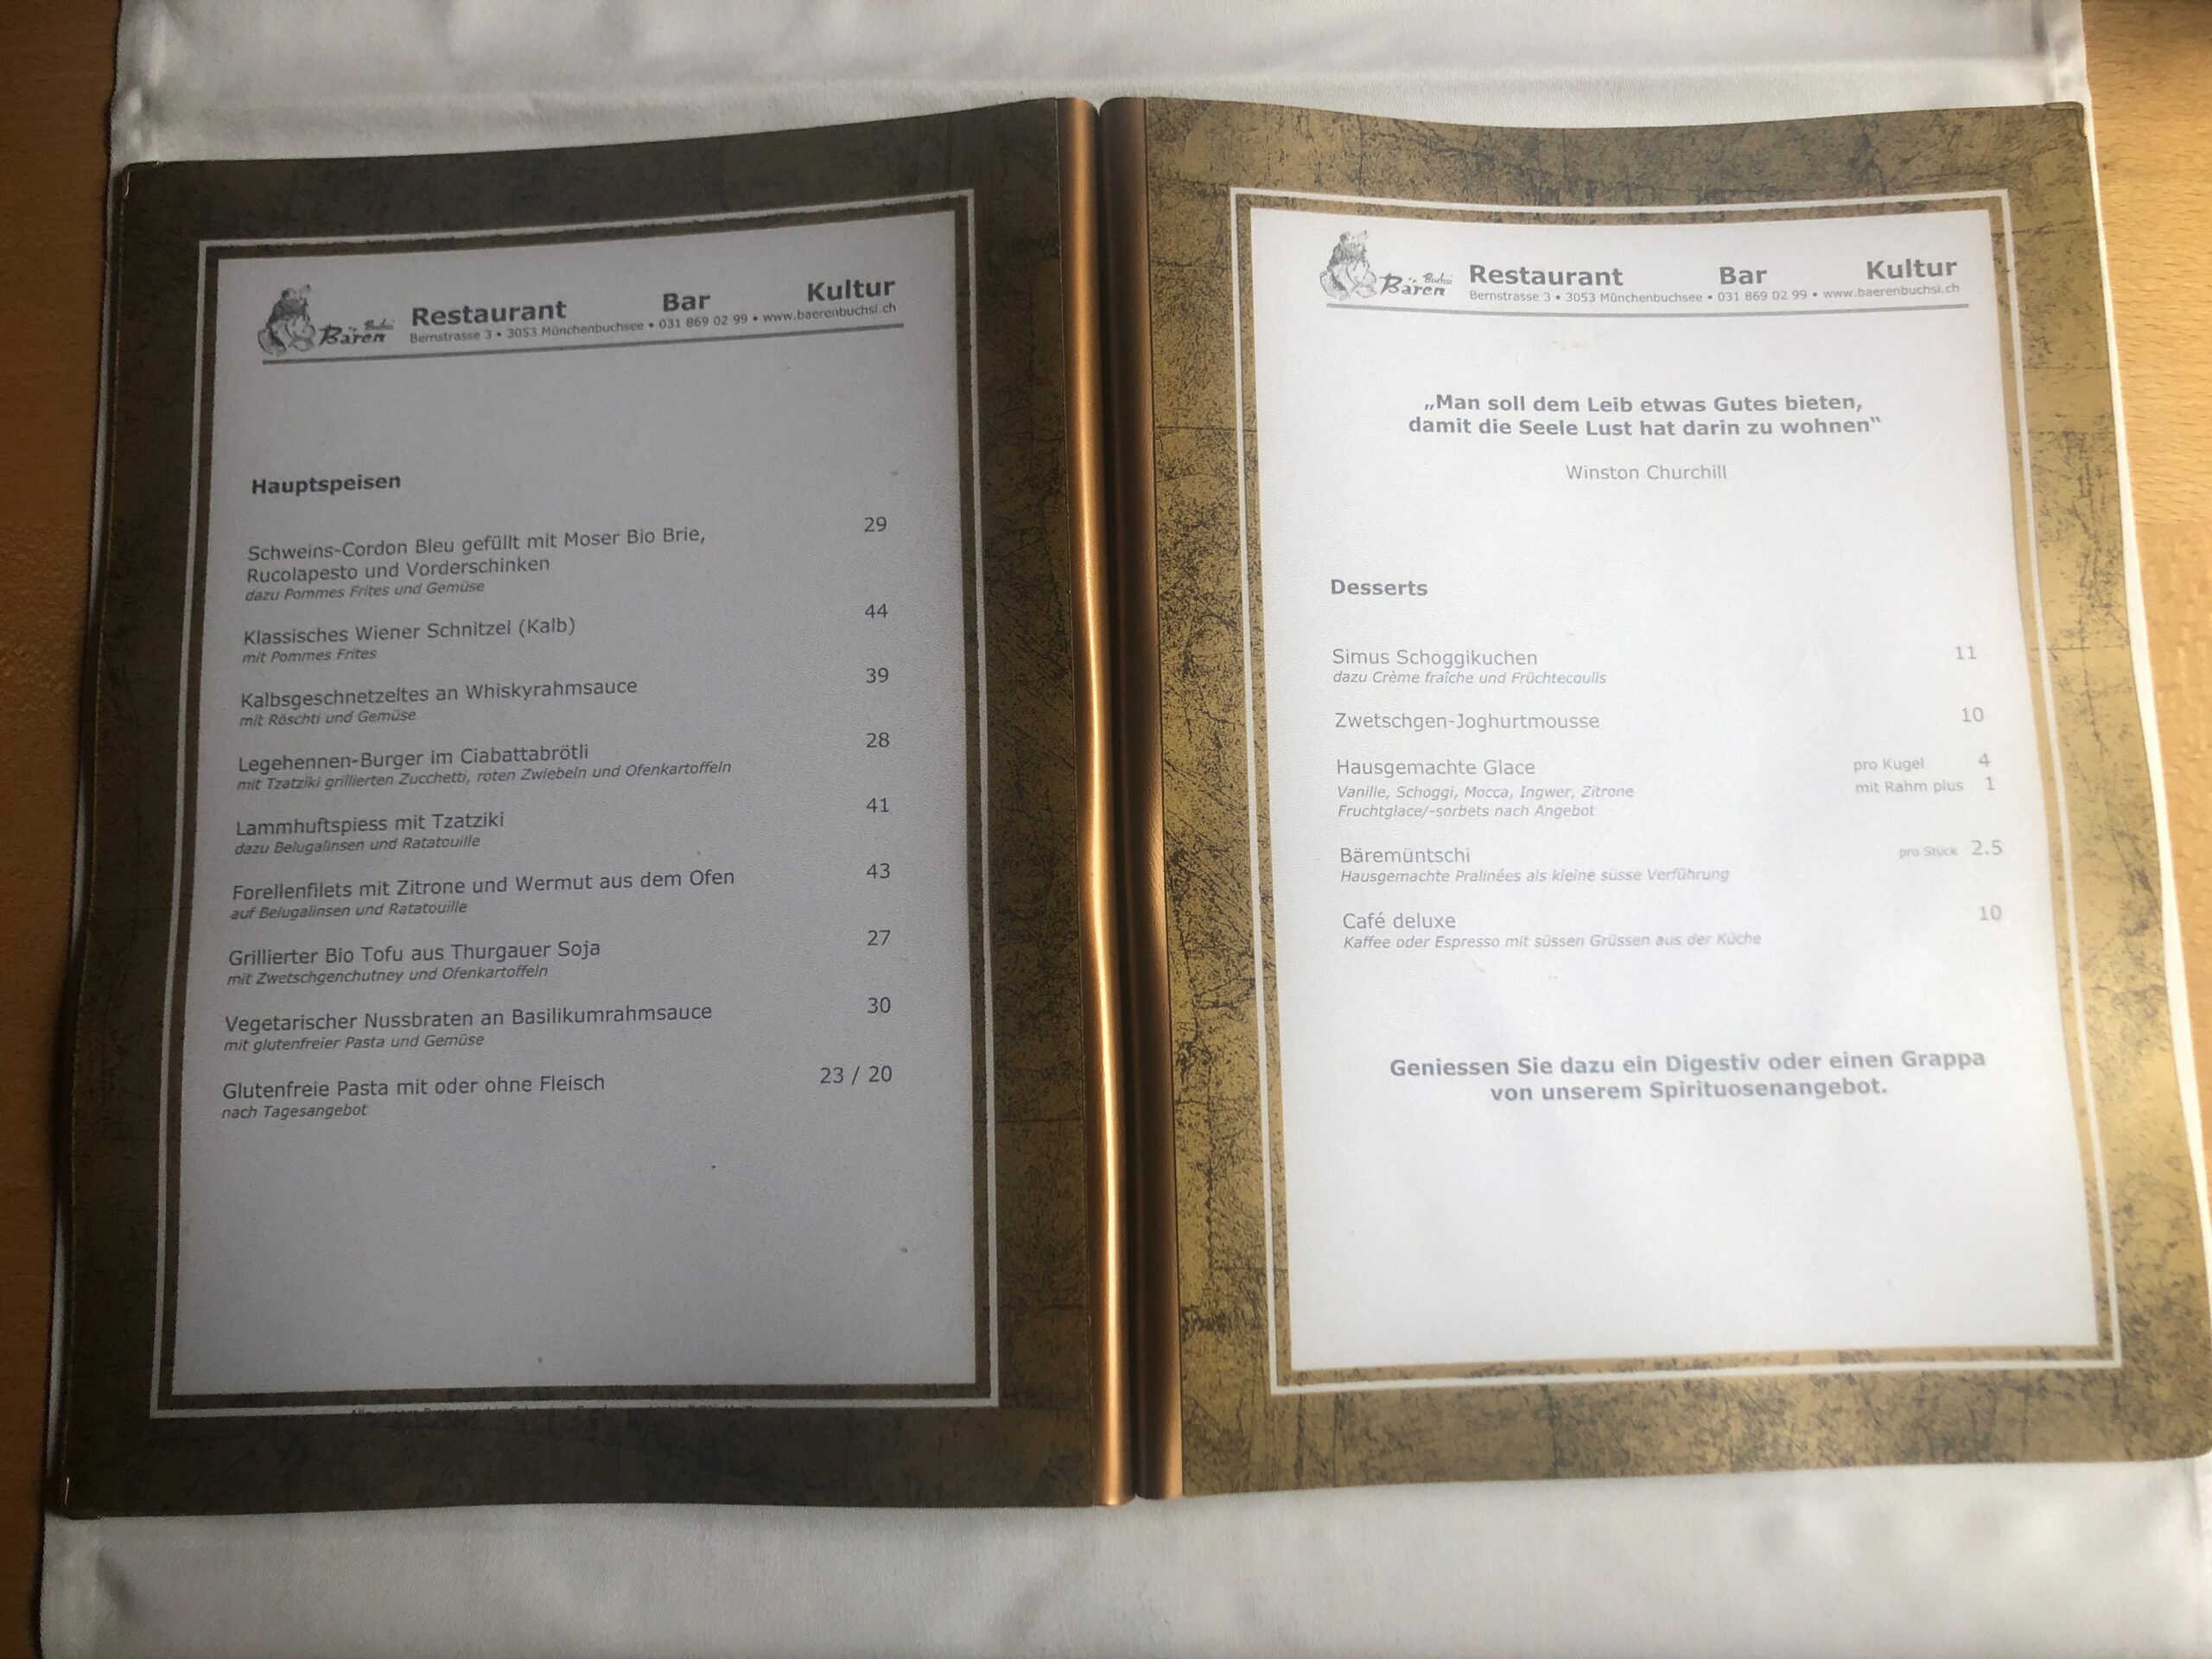 Buchsi
Bären
Restaurant Bar Kultur
Bernstrasse 3 • 3053 Münchenbuchsee • 031 869 02 99 • www.baerenbuchsi.ch
Hauptspeisen
Schweins-Cordon Bleu gefüllt mit Moser Bio Brie, 29
Rucolapesto und Vorderschinken
dazu Pommes Frites und Gemüse
Klassisches Wiener Schnitzel (Kalb) 44
mit Pommes Frites
Kalbsgeschnetzeltes an Whiskyrahmsauce 39
mit Röschti und Gemüse
Legehennen-Burger im Ciabattabrötli 28
mit Tzatziki grillierten Zucchetti, roten Zwiebeln und Ofenkartoffeln
Lammhuftspiess mit Tzatziki 41
dazu Belugalinsen und Ratatouille
Forellenfilets mit Zitrone und Wermut aus dem Ofen 43
auf Belugalinsen und Ratatouille
Grillierter Bio Tofu aus Thurgauer Soja 27
mit Zwetschgenchutney und Ofenkartoffeln
Vegetarischer Nussbraten an Basilikumrahmsauce 30
mit glutenfreier Pasta und Gemüse
Glutenfreie Pasta mit oder ohne Fleisch 23 / 20
nach Tagesangebot
Buchsi
Bären
Restaurant Bar Kultur
Bernstrasse 3 • 3053 Münchenbuchsee • 031 869 02 99 • www.baerenbuchsi.ch
„Man soll dem Leib etwas Gutes bieten,
damit die Seele Lust hat darin zu wohnen“
Winston Churchill
Desserts
Simus Schoggikuchen 11
dazu Crème fraîche und Früchtecoulis
Zwetschgen-Joghurtmousse 10
Hausgemachte Glace pro Kugel 4
Vanille, Schoggi, Mocca, Ingwer, Zitrone mit Rahm plus 1
Fruchtglace/-sorbets nach Angebot
Bäremüntschi pro Stück 2.5
Hausgemachte Pralinées als kleine süsse Verführung
Café deluxe 10
Kaffee oder Espresso mit süssen Grüssen aus der Küche
Geniessen Sie dazu ein Digestiv oder einen Grappa
von unserem Spirituosenangebot.